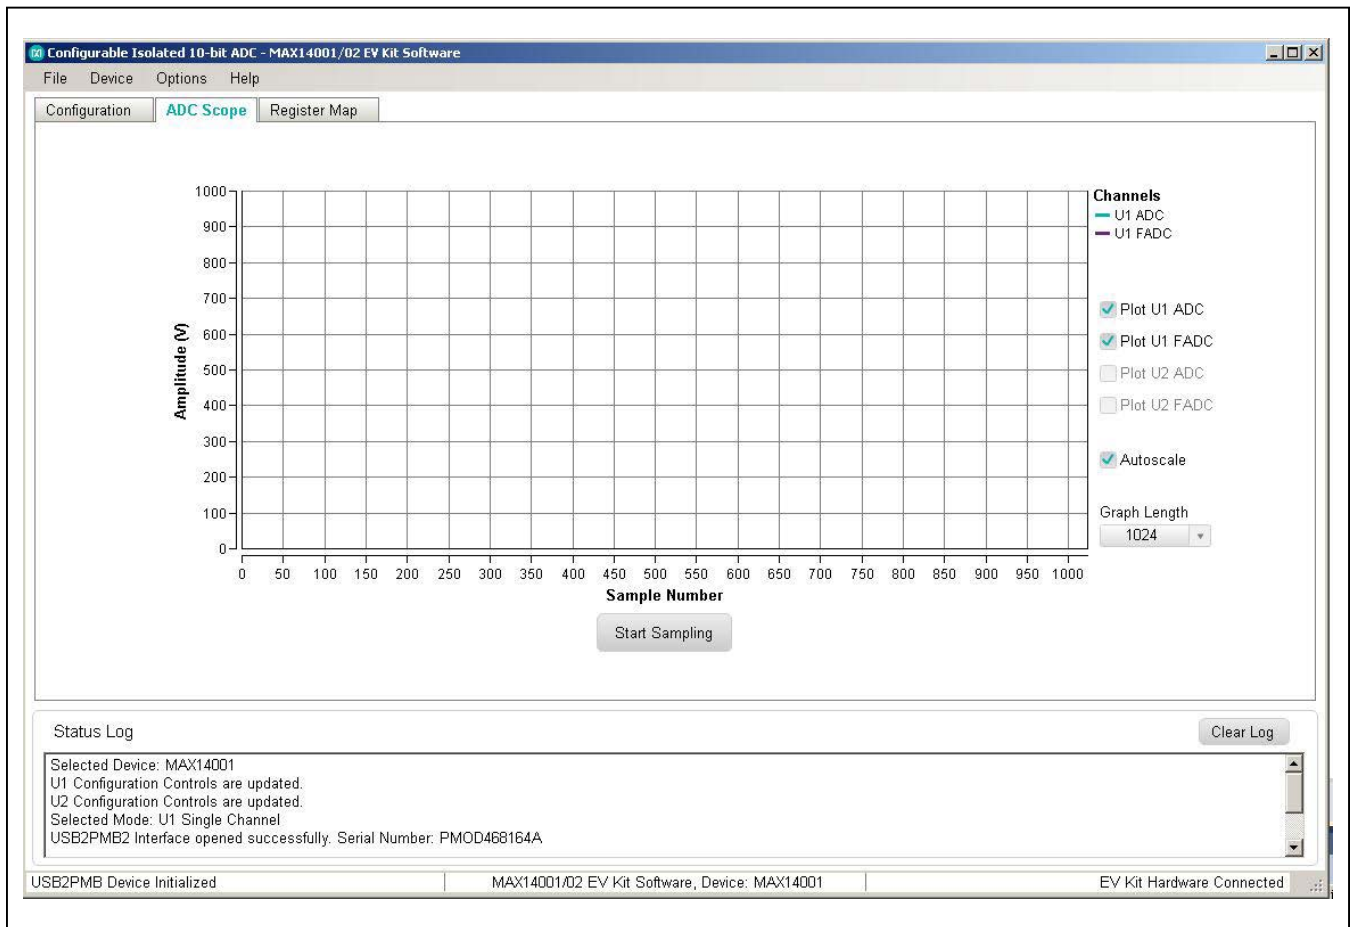 Configurable Isolated 10-bit ADC - MAX14001/02 EV Kit Software
File Device Options Help
Configuration ADC Scope Register Map
1000
900
800
700
600
500
400
300
200
100
0
Amplitude (V)
0 50 100 150 200 250 300 350 400 450 500 550 600 650 700 750 800 850 900 950 1000
Sample Number
Channels
U1 ADC
U1 FADC
Plot U1 ADC
Plot U1 FADC
Plot U2 ADC
Plot U2 FADC
Autoscale
Graph Length
1024
Start Sampling
Status Log
Clear Log
Selected Device: MAX14001
U1 Configuration Controls are updated.
U2 Configuration Controls are updated.
Selected Mode: U1 Single Channel
USB2PMB2 Interface opened successfully. Serial Number: PMOD468164A
USB2PMB Device Initialized
MAX14001/02 EV Kit Software, Device: MAX14001
EV Kit Hardware Connected